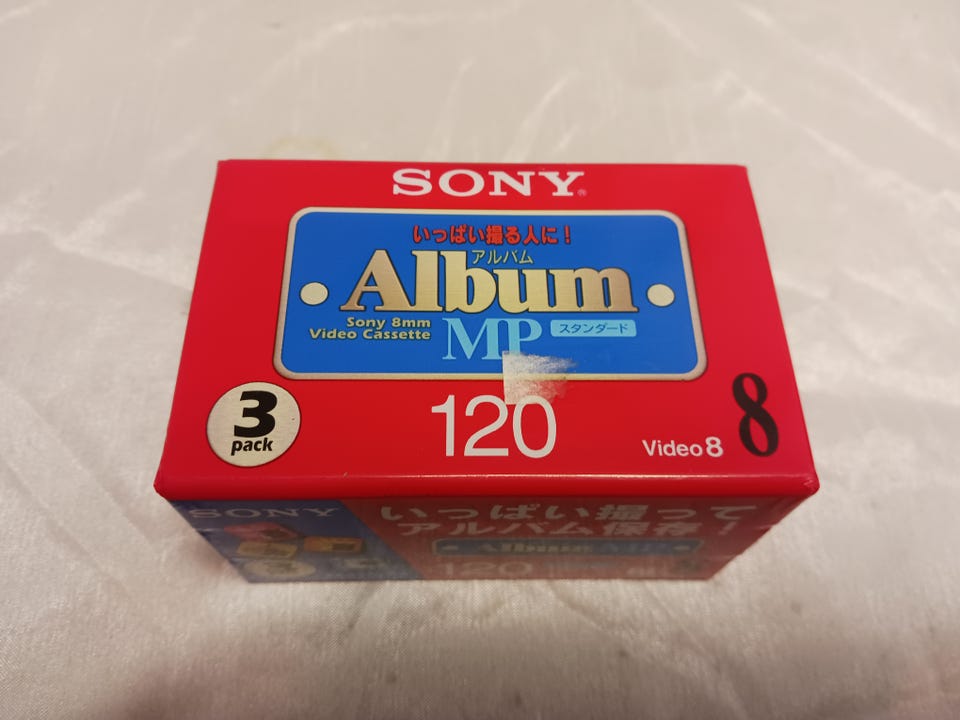 SONY
いっぱい撮る人に！
アルバム
Album
Sony 8mm
Video Cassette
MP スタンダード
3
pack
120
Video 8
8
SONY
いっぱい撮って
アルバム保存！
Album
3
120